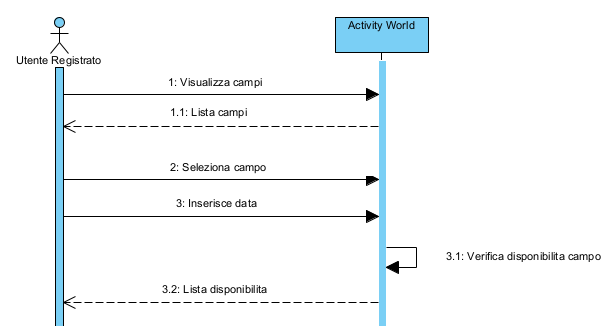 Activity World
Utente Registrato
1: Visualizza campi
1.1: Lista campi
2: Seleziona campo
3: Inserisce data
3.1: Verifica disponibilita campo
3.2: Lista disponibilita